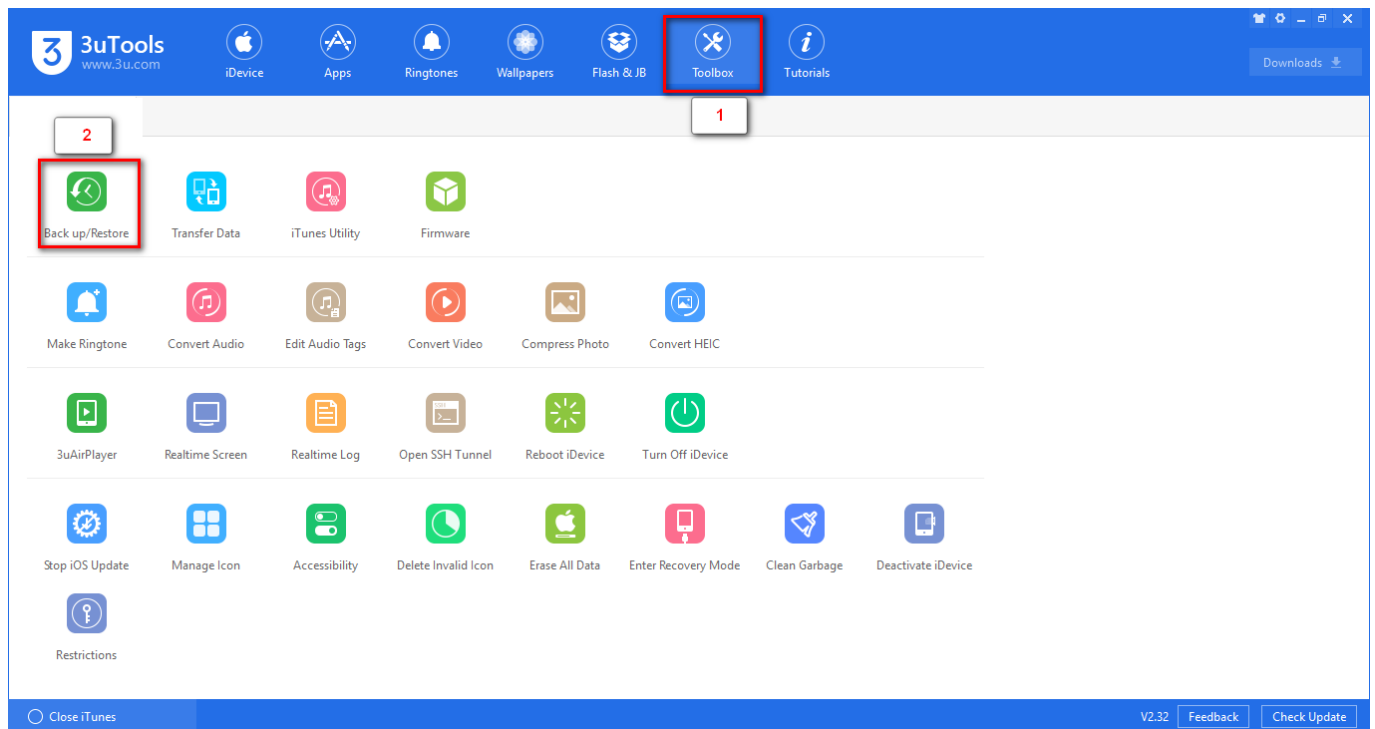 3 3uTools
www.3u.com
iDevice
Apps
Ringtones
Wallpapers
Flash & JB
Toolbox
Tutorials
Downloads
1
2
Back up/Restore
Transfer Data
iTunes Utility
Firmware
Make Ringtone
Convert Audio
Edit Audio Tags
Convert Video
Compress Photo
Convert HEIC
3uAirPlayer
Realtime Screen
Realtime Log
SSH
Open SSH Tunnel
Reboot iDevice
Turn Off iDevice
Stop iOS Update
Manage Icon
Accessibility
Delete Invalid Icon
Erase All Data
Enter Recovery Mode
Clean Garbage
Deactivate iDevice
Restrictions
Close iTunes
V2.32
Feedback
Check Update